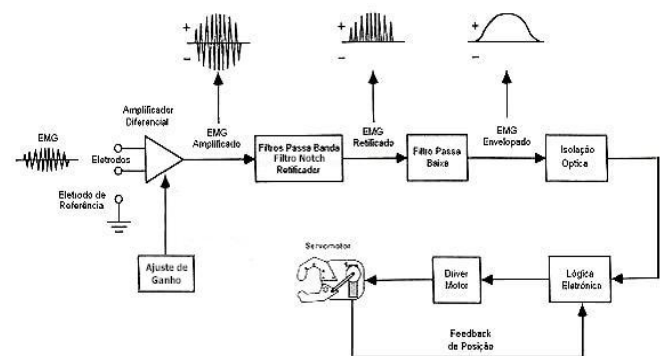 +
-
+
-
+
-
Amplificador
Diferencial
EMG
Eletrodos
EMG
Amplificado
Filtros Passa Banda
Filtro Notch
Retificador
EMG
Retificado
Filtro Passa
Baixa
EMG
Envelopado
Isolação
Optica
Eletrodo de
Referência
Ajuste de
Ganho
Servomotor
Driver
Motor
Lógica
Eletrônica
Feedback
de Posição